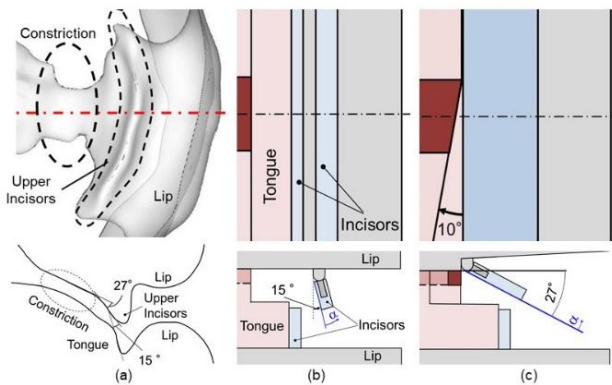 Constriction
Upper
Incisors
Lip
27°
Lip
Upper
Incisors
Constriction
Tongue
Lip
15°
(a)
Tongue
Incisors
Lip
15°
α
Tongue
Incisors
Lip
(b)
10°
27°
α
(c)